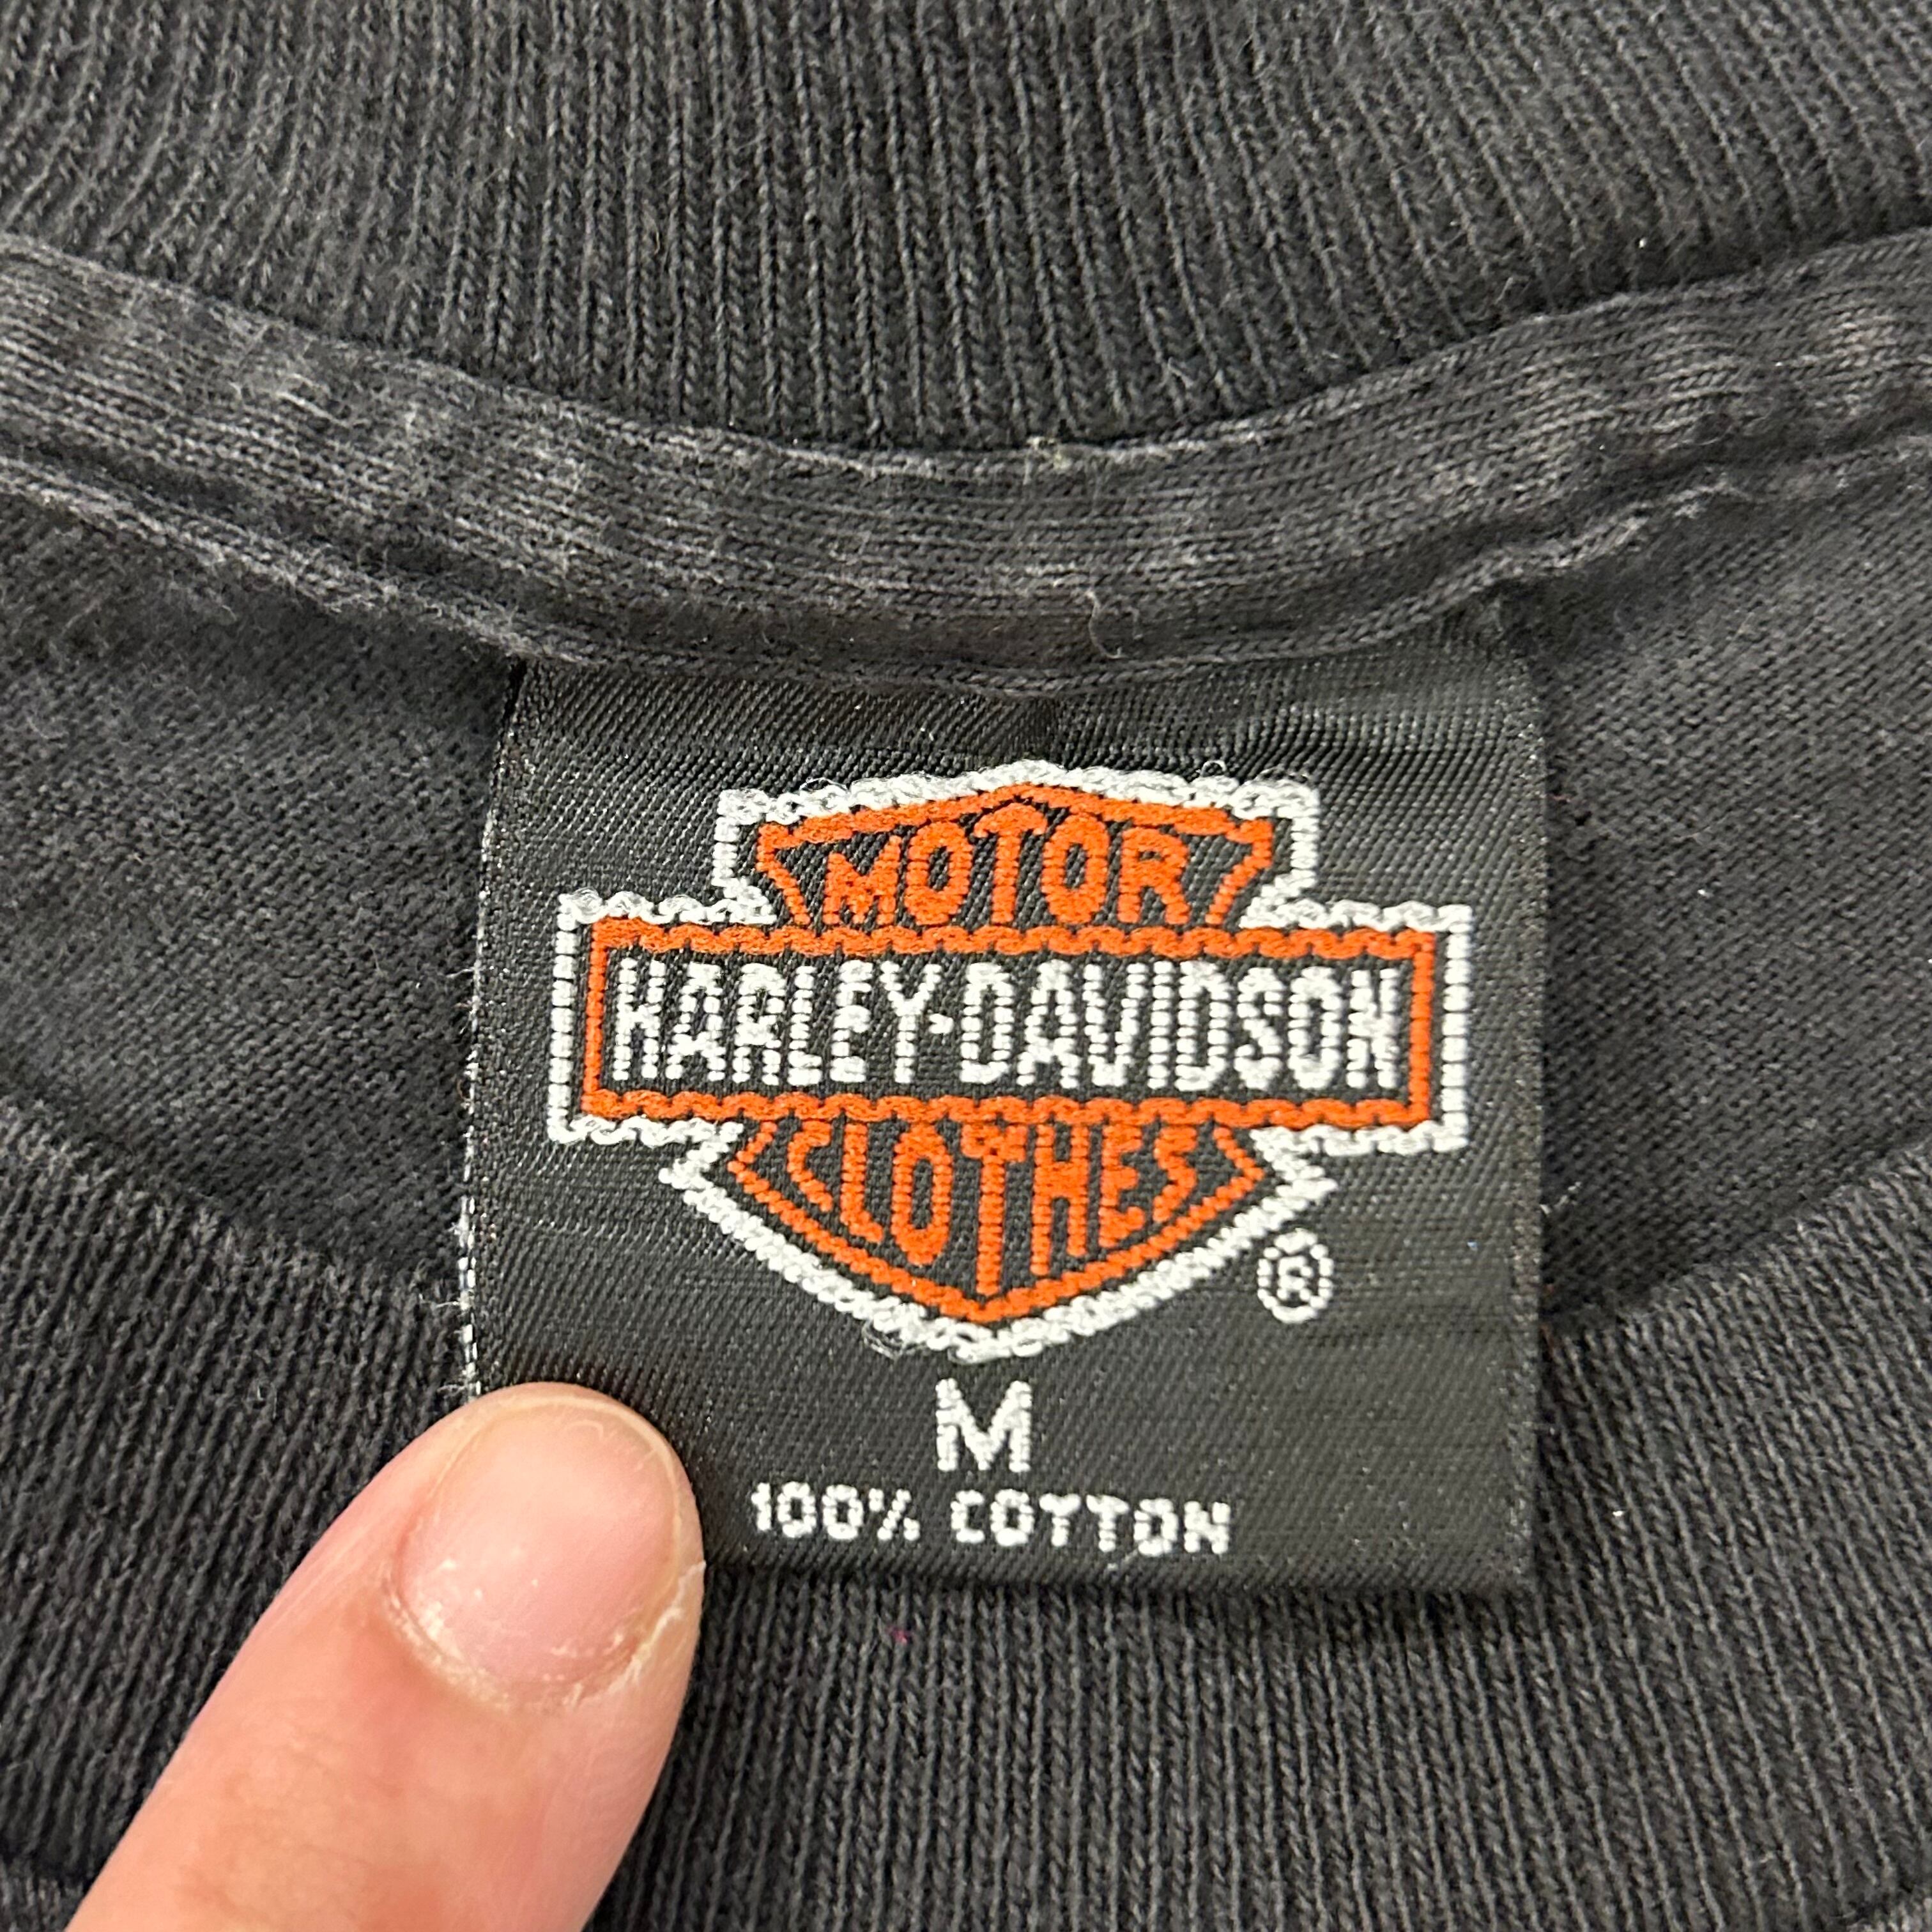 MOTOR
HARLEY-DAVIDSON
CLOTHES
®
M
100% COTTON